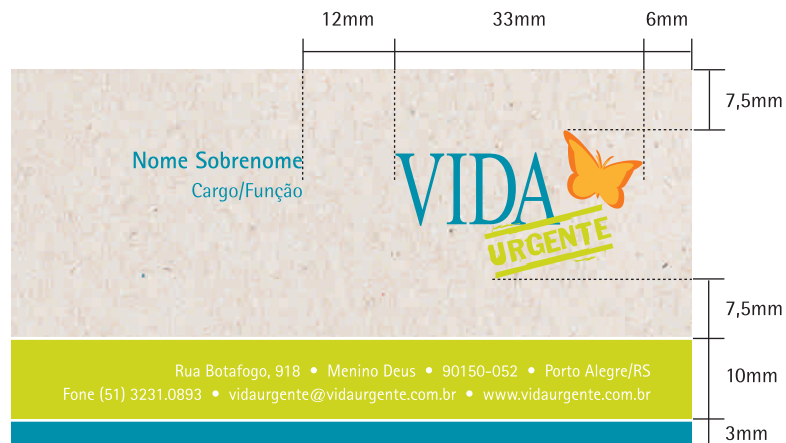 12mm 33mm 6mm
7,5mm
Nome Sobrenome
Cargo/Função
VIDA
URGENTE
7,5mm
Rua Botafogo, 918 • Menino Deus • 90150-052 • Porto Alegre/RS
Fone (51) 3231.0893 • vidaurgente@vidaurgente.com.br • www.vidaurgente.com.br
10mm
3mm